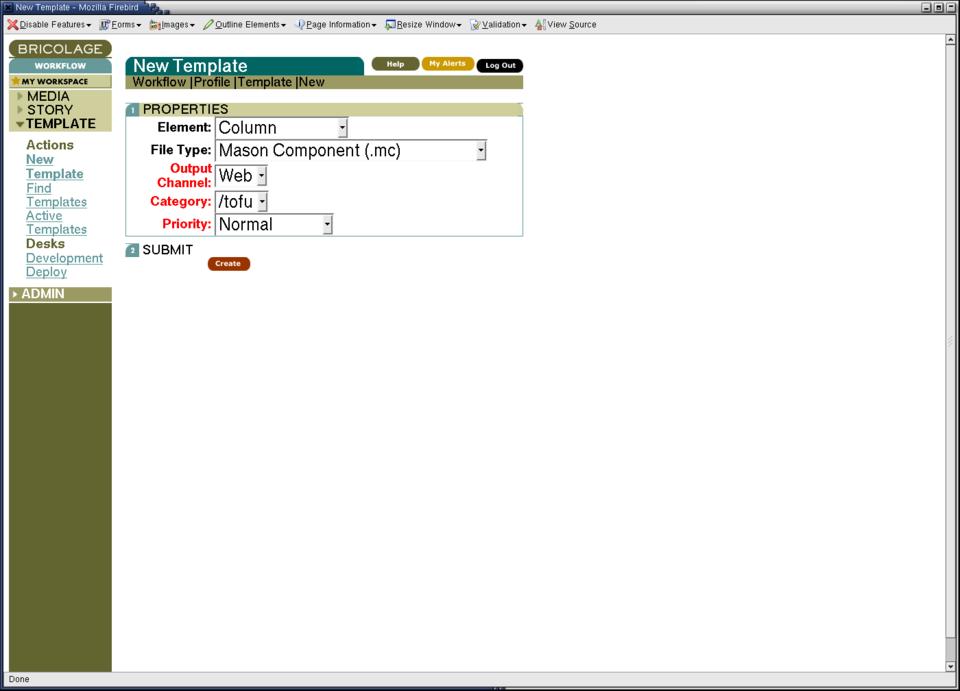 New Template - Mozilla Firebird
Disable Features Forms Images Outline Elements Page Information Resize Window Validation View Source
BRICOLAGE
WORKFLOW
MY WORKSPACE
MEDIA
STORY
TEMPLATE
Actions
New
Template
Find
Templates
Active
Templates
Desks
Development
Deploy
ADMIN
New Template
Help My Alerts Log Out
Workflow |Profile |Template |New
1 PROPERTIES
Element: Column
File Type: Mason Component (.mc)
Output
Channel: Web
Category: /tofu
Priority: Normal
2 SUBMIT
Create
Done